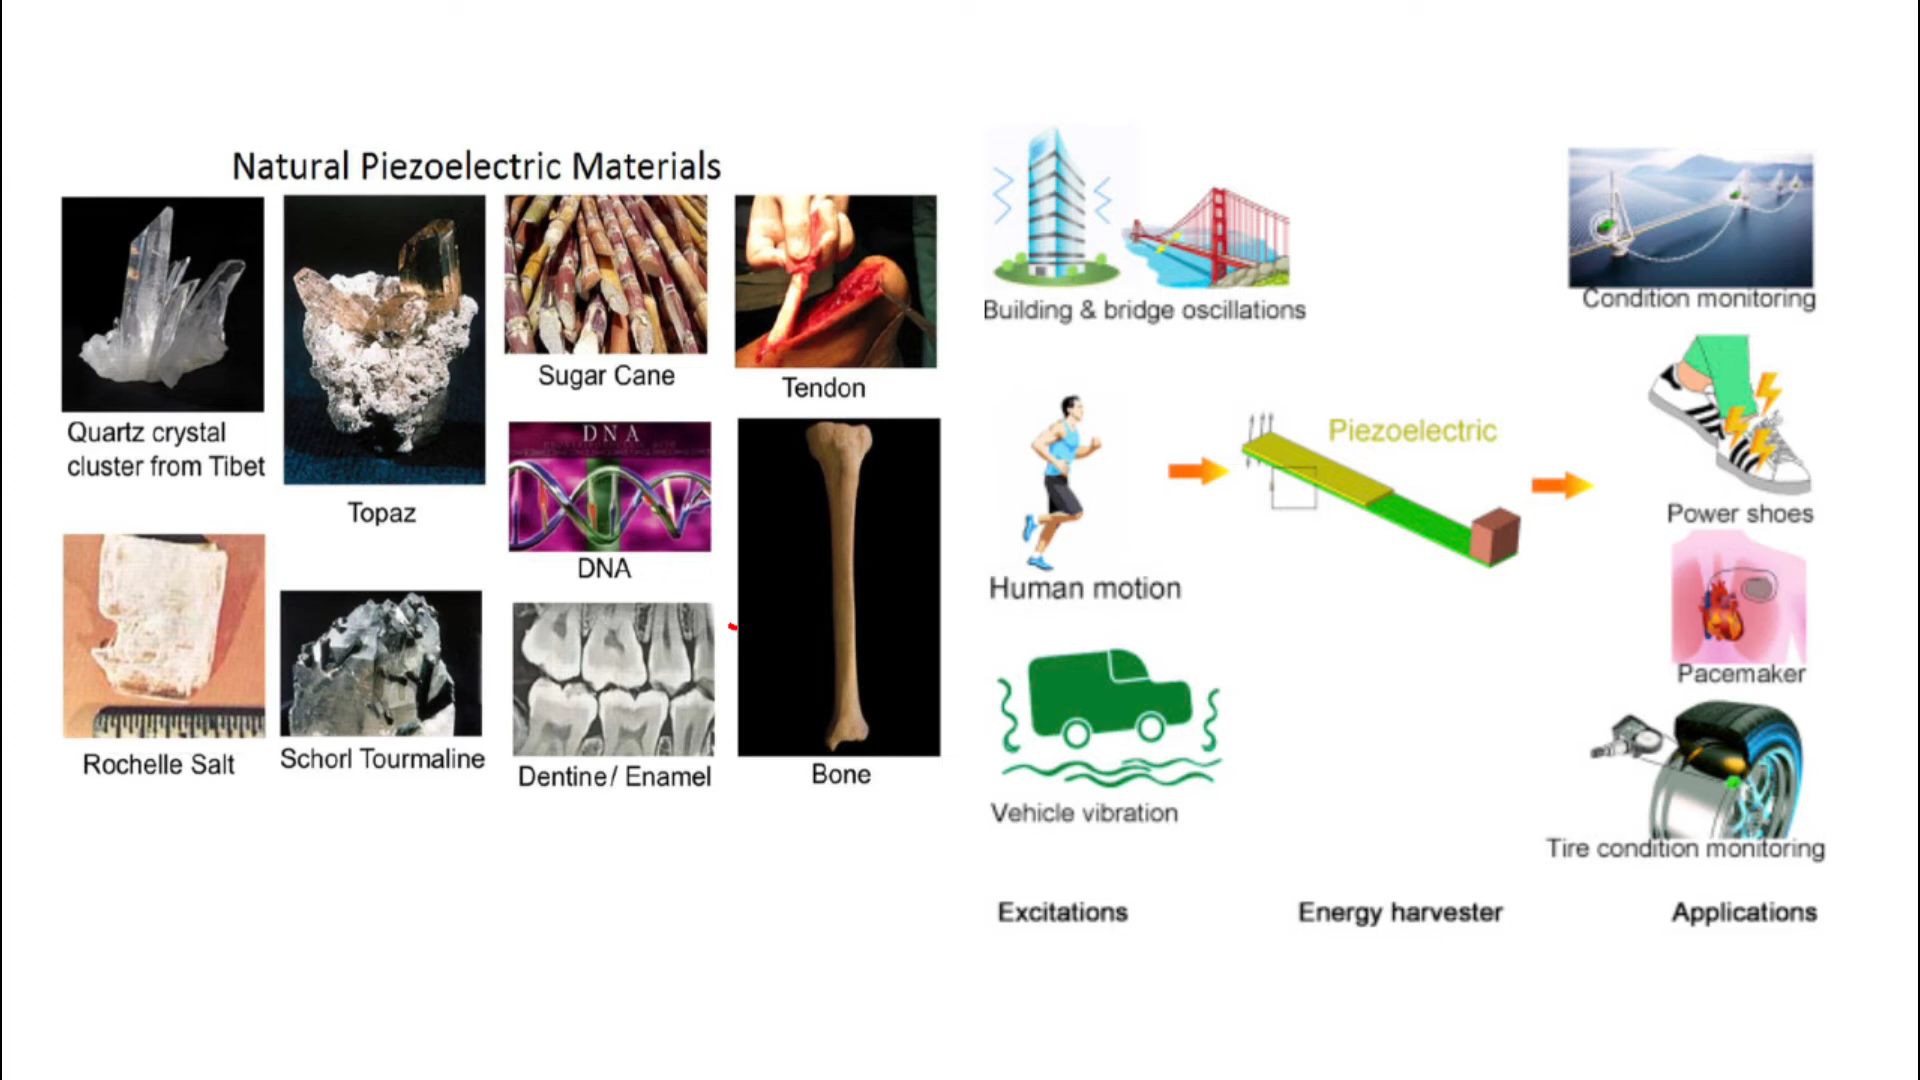 Natural Piezoelectric Materials
Quartz crystal
cluster from Tibet
Topaz
Sugar Cane
Tendon
DNA
DNA
Rochelle Salt
Schorl Tourmaline
Dentine / Enamel
Bone
Building & bridge oscillations
Human motion
Vehicle vibration
Excitations
Piezoelectric
Energy harvester
Condition monitoring
Power shoes
Pacemaker
Tire condition monitoring
Applications